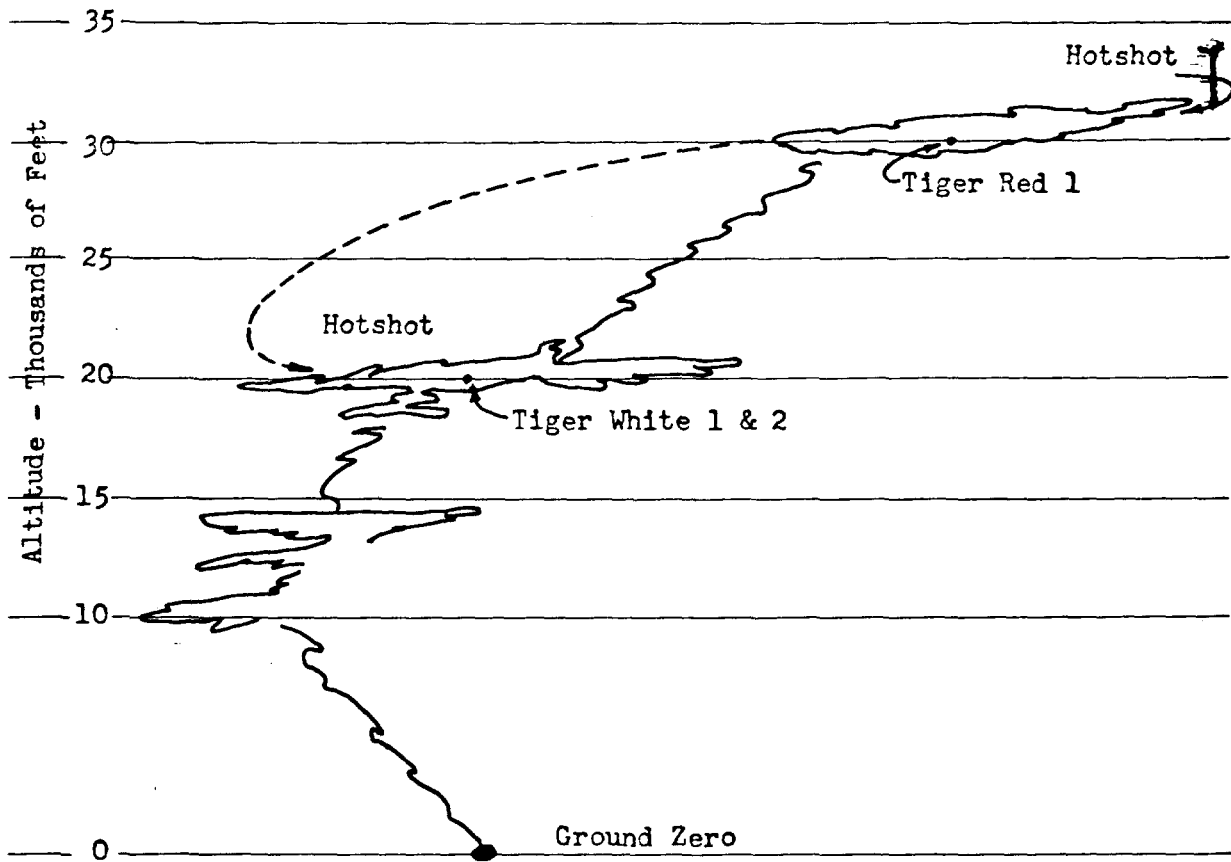 35
Hotshot
30
Tiger Red 1
25
Hotshot
20
Tiger White 1 & 2
15
10
0
Ground Zero
Altitude - Thousands of Feet